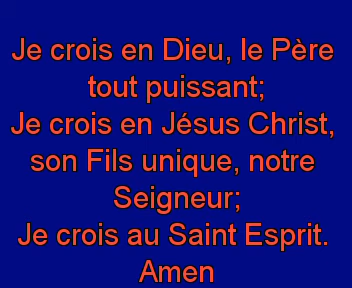 Je crois en Dieu, le Père
tout puissant;
Je crois en Jésus Christ,
son Fils unique, notre
Seigneur;
Je crois au Saint Esprit.
Amen